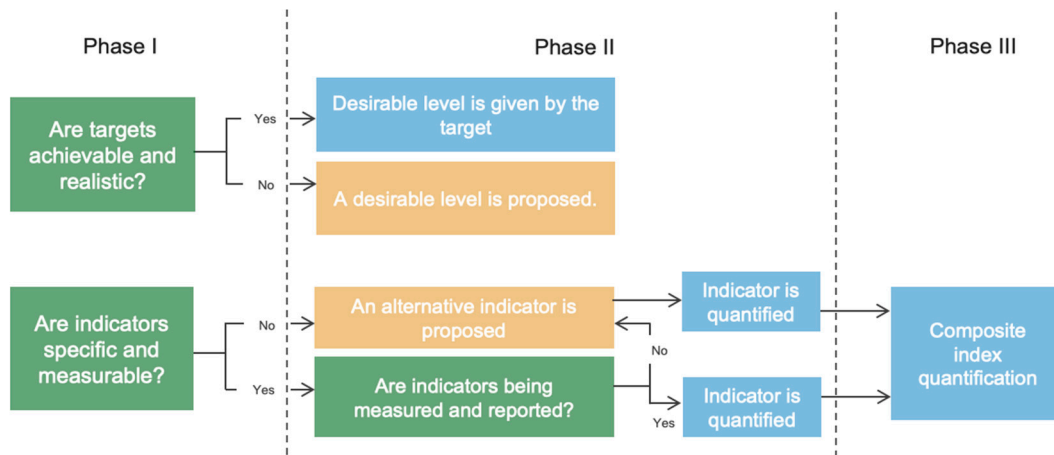 Phase I
Phase II
Phase III
Are targets
achievable and
realistic?
Yes
No
Desirable level is given by the
target
A desirable level is proposed.
Are indicators
specific and
measurable?
No
Yes
An alternative indicator is
proposed
Are indicators being
measured and reported?
No
Yes
Indicator is
quantified
Indicator is
quantified
Composite
index
quantification